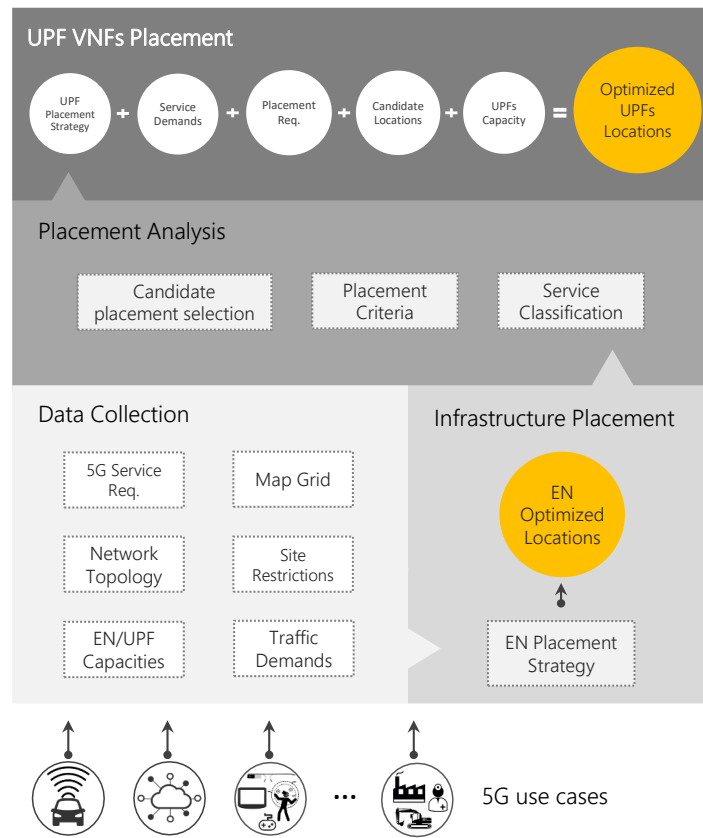 UPF VNFs Placement
UPF
Placement
Strategy
+
Service
Demands
+
Placement
Req.
+
Candidate
Locations
+
UPFs
Capacity
=
Optimized
UPFs
Locations
Placement Analysis
Candidate
placement selection
Placement
Criteria
Service
Classification
Data Collection
5G Service
Req.
Map Grid
Network
Topology
Site
Restrictions
EN/UPF
Capacities
Traffic
Demands
Infrastructure Placement
EN
Optimized
Locations
EN Placement
Strategy
...
5G use cases